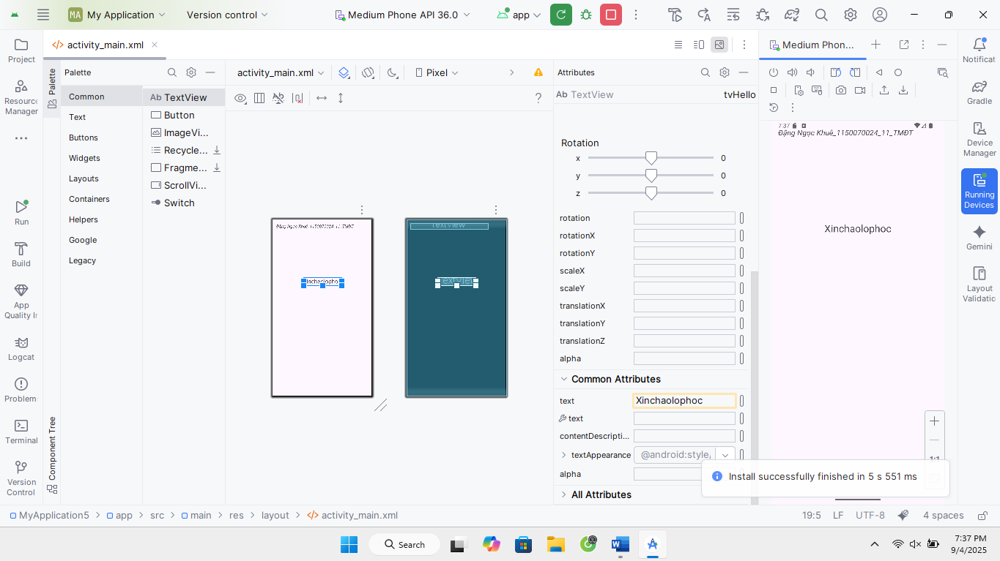 MA My Application
Version control
Medium Phone API 36.0
app
activity_main.xml
Medium Phon...
Project
Resourc
Manager
Run
Build
App
Quality In
Logcat
Problem
Terminal
Version
Control
Palette
Component Tree
Palette
Common
Text
Buttons
Widgets
Layouts
Containers
Helpers
Google
Legacy
Ab TextView
Button
ImageVi...
Recycle...
Fragme...
ScrollVi...
Switch
activity_main.xml
Pixel
?
Đặng Ngọc Khuê_1150070024_11_TMĐT
inchaolopho
TextView
TextView
Attributes
Ab TextView
tvHello
Rotation
x 0
y 0
z 0
rotation
rotationX
rotationY
scaleX
scaleY
translationX
translationY
translationZ
alpha
Common Attributes
text Xinchaolophoc
text
contentDescripti...
textAppearance @android:style/
alpha
All Attributes
7:37
Đặng Ngọc Khuê_1150070024_11_TMĐT
Xinchaolophoc
1:1
Install successfully finished in 5 s 551 ms
Notificat
Gradle
Device
Manager
Running
Devices
Gemini
Layout
Validatio
MyApplication5 > app > src > main > res > layout > activity_main.xml
19:5 LF UTF-8 4 spaces
Search
7:37 PM
9/4/2025